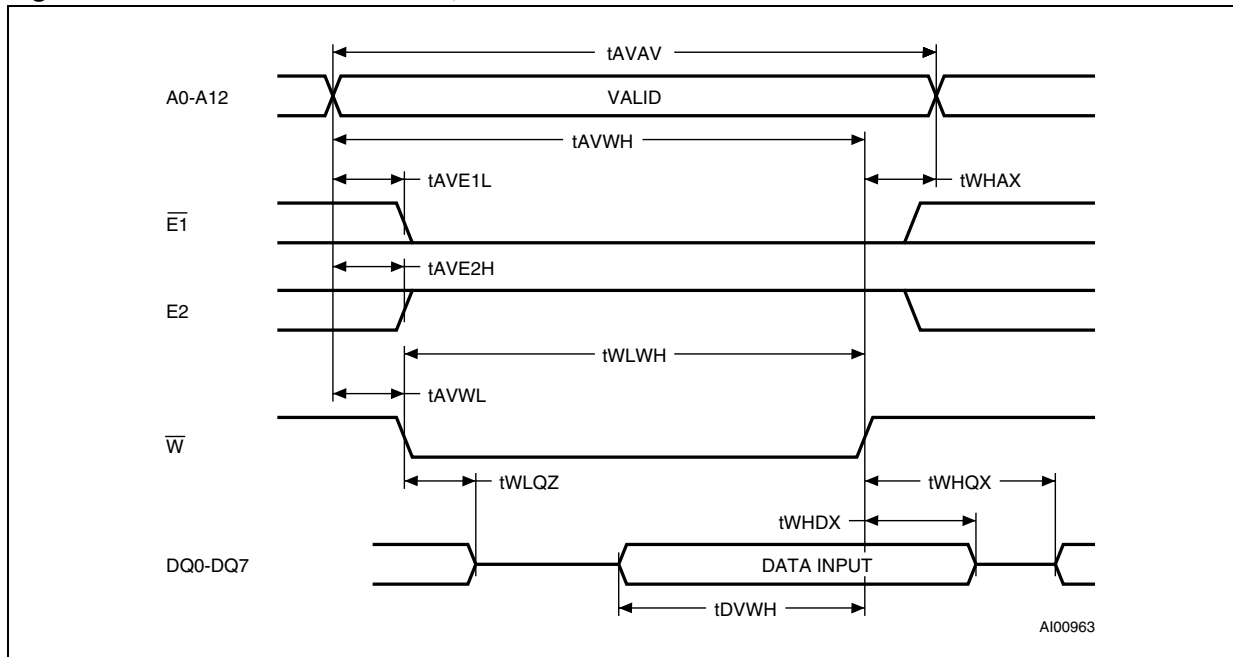 tAVAV
A0-A12
VALID
tAVWH
tAVE1L
tWHAX
E1
tAVE2H
E2
tWLWH
tAVWL
W
tWLQZ
tWHQX
tWHDX
DQ0-DQ7
DATA INPUT
tDVWH
AI00963